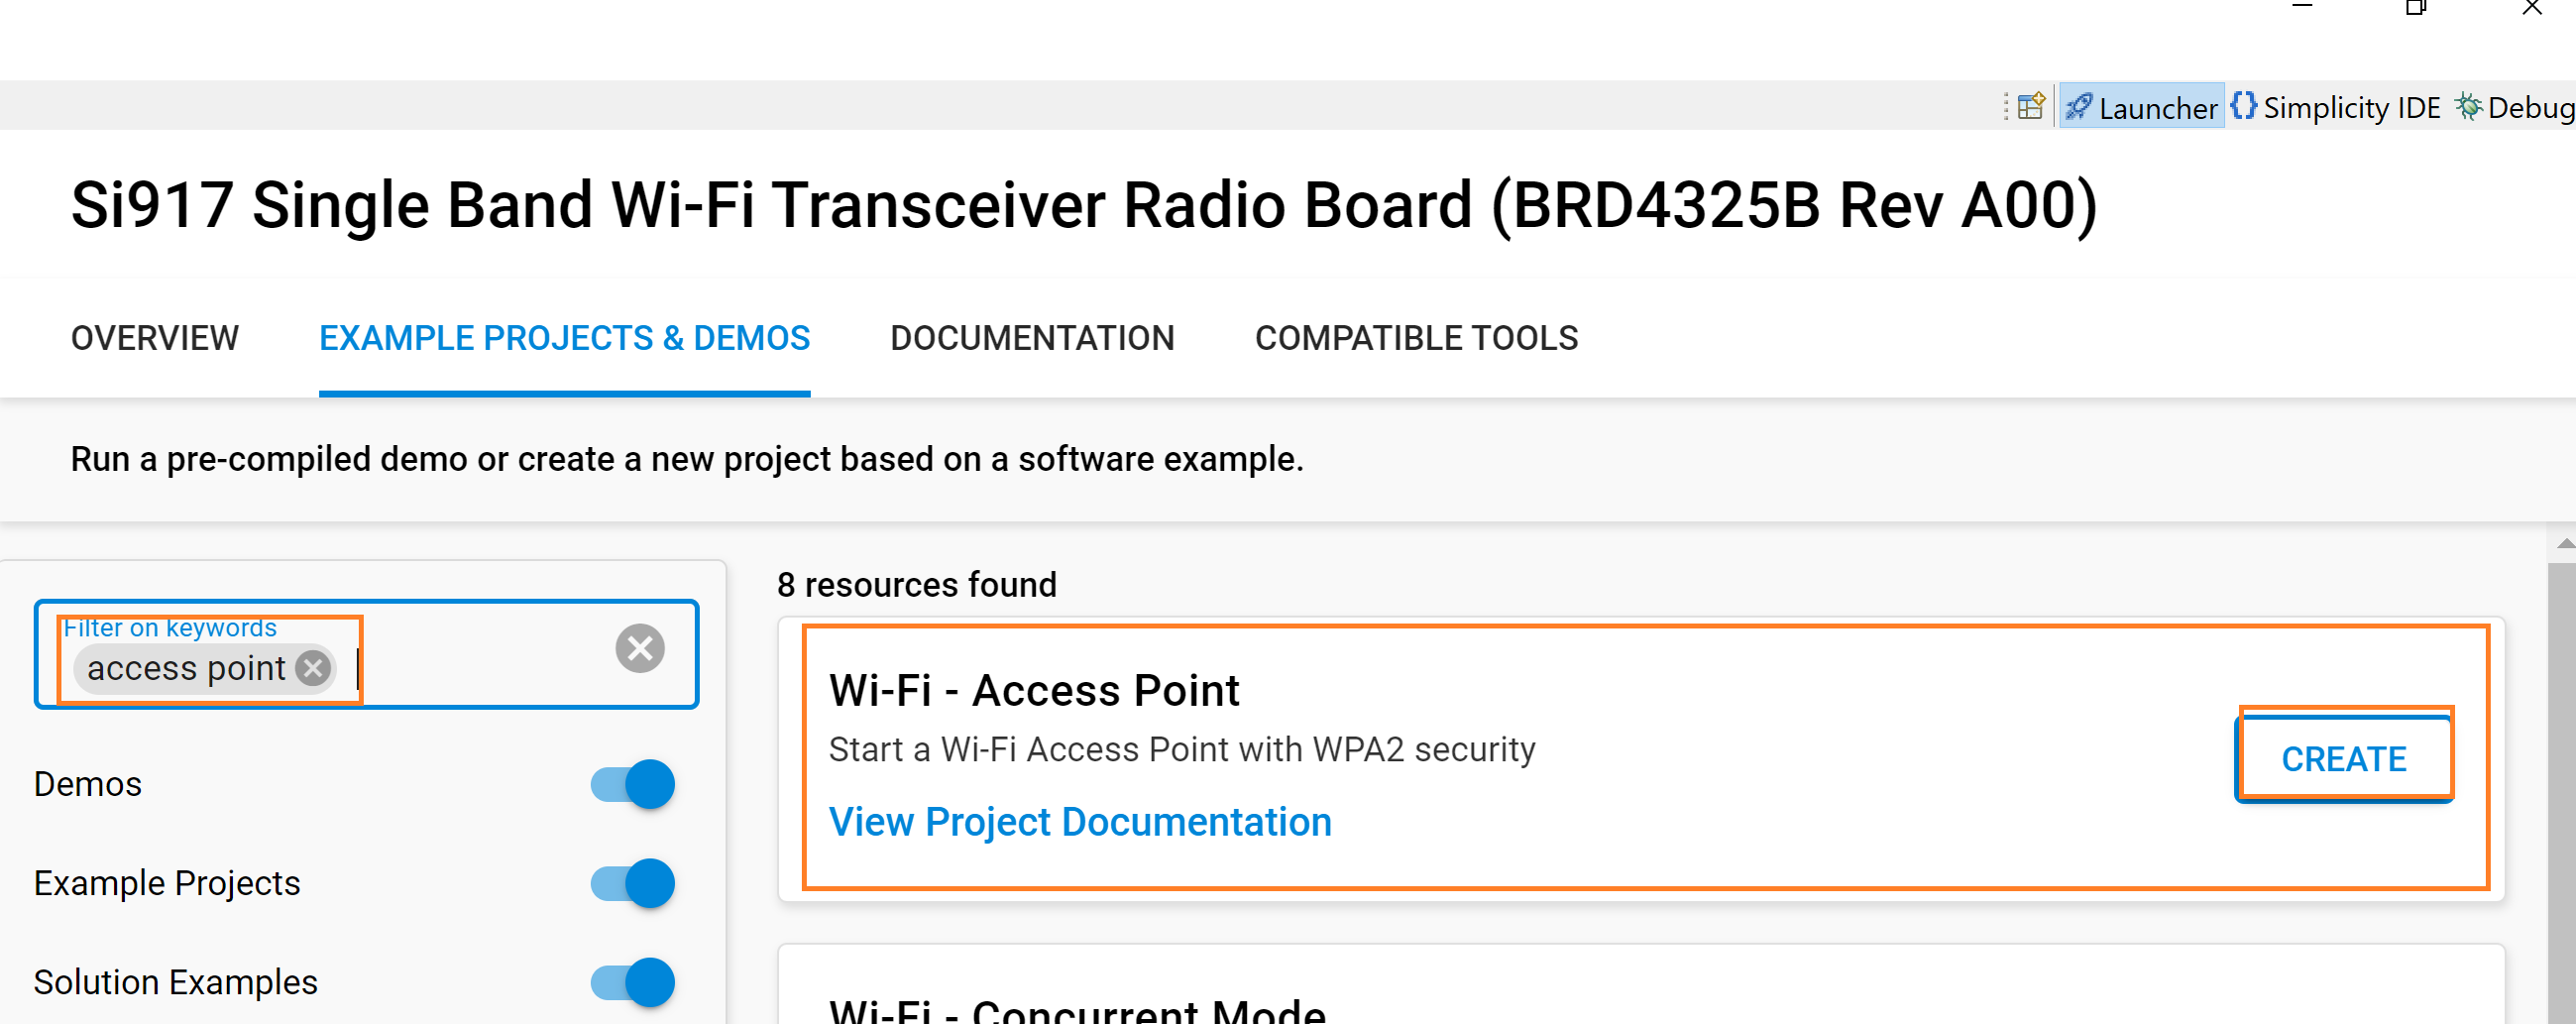 Launcher Simplicity IDE Debug
Si917 Single Band Wi-Fi Transceiver Radio Board (BRD4325B Rev A00)
OVERVIEW EXAMPLE PROJECTS & DEMOS DOCUMENTATION COMPATIBLE TOOLS
Run a pre-compiled demo or create a new project based on a software example.
Filter on keywords
access point
Demos
Example Projects
Solution Examples
8 resources found
Wi-Fi - Access Point
Start a Wi-Fi Access Point with WPA2 security
View Project Documentation
CREATE
Wi-Fi - Concurrent Mode